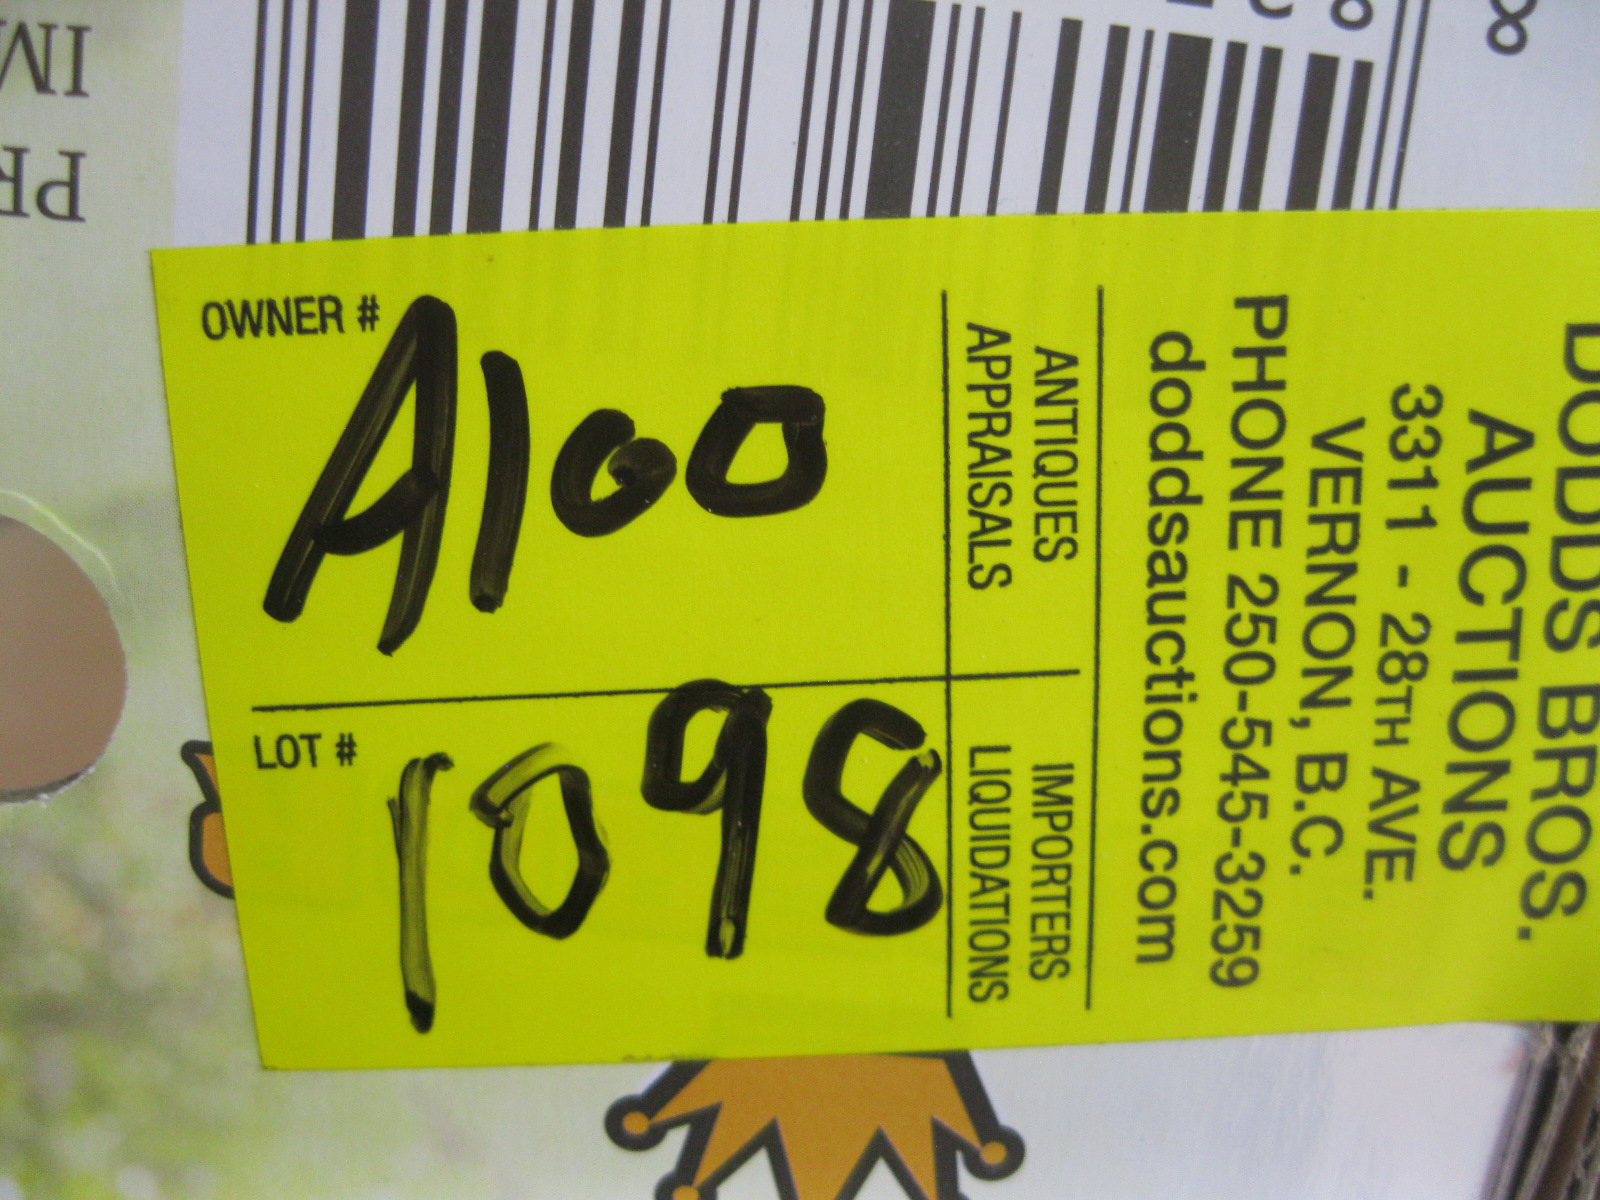 OWNER #
A100
LOT #
1098
ANTIQUES
APPRAISALS
IMPORTERS
LIQUIDATIONS
DODDS BROS.
AUCTIONS
3311 - 28TH AVE.
VERNON, B.C.
PHONE 250-545-3259
doddsauctions.com
8